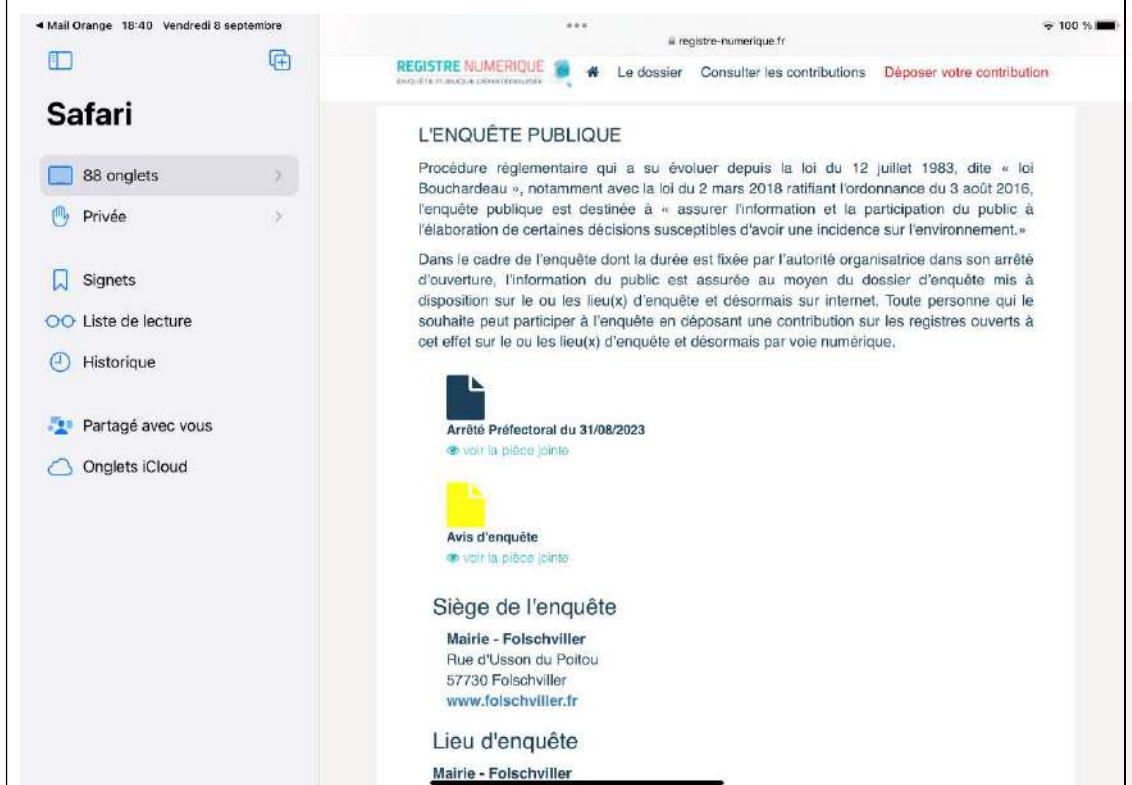 ◄ Mail Orange 18:40 Vendredi 8 septembre
100 %
registre-numerique.fr
Safari
88 onglets
Privée
Signets
Liste de lecture
Historique
Partagé avec vous
Onglets iCloud
REGISTRE NUMERIQUE
ENQUÊTE PUBLIQUE DÉMATÉRIALISÉE
Le dossier Consulter les contributions Déposer votre contribution
L'ENQUÊTE PUBLIQUE
Procédure réglementaire qui a su évoluer depuis la loi du 12 juillet 1983, dite « loi
Bouchardeau », notamment avec la loi du 2 mars 2018 ratifiant l'ordonnance du 3 août 2016,
l'enquête publique est destinée à « assurer l'information et la participation du public à
l'élaboration de certaines décisions susceptibles d'avoir une incidence sur l'environnement.»
Dans le cadre de l'enquête dont la durée est fixée par l'autorité organisatrice dans son arrêté
d'ouverture, l'information du public est assurée au moyen du dossier d'enquête mis à
disposition sur le ou les lieu(x) d'enquête et désormais sur internet. Toute personne qui le
souhaite peut participer à l'enquête en déposant une contribution sur les registres ouverts à
cet effet sur le ou les lieu(x) d'enquête et désormais par voie numérique.
Arrêté Préfectoral du 31/08/2023
voir la pièce jointe
Avis d'enquête
voir la pièce jointe
Siège de l'enquête
Mairie - Folschviller
Rue d'Usson du Poitou
57730 Folschviller
www.folschviller.fr
Lieu d'enquête
Mairie - Folschviller